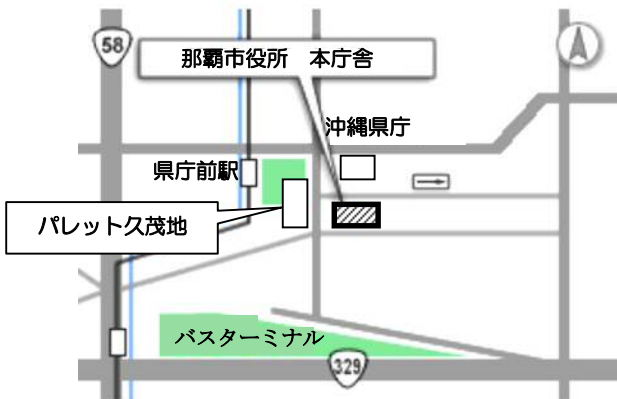 58
那覇市役所　本庁舎
沖縄県庁
県庁前駅
パレット久茂地
バスターミナル
329